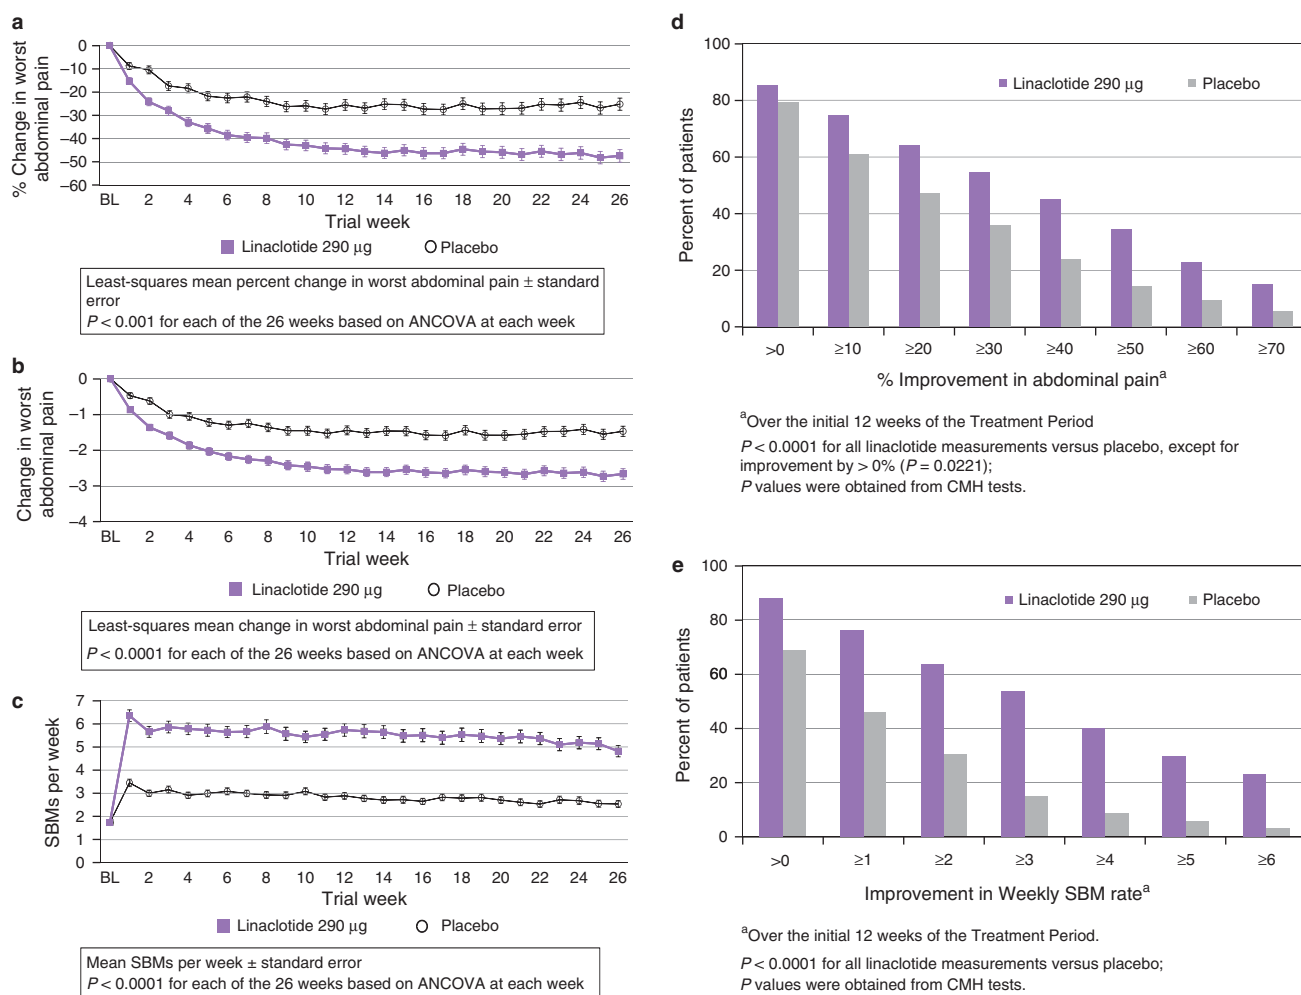 a
% Change in worst
abdominal pain
0
–10
–20
–30
–40
–50
–60
BL 2 4 6 8 10 12 14 16 18 20 22 24 26
Trial week
Linaclotide 290 μg Placebo
Least-squares mean percent change in worst abdominal pain ± standard
error
P < 0.001 for each of the 26 weeks based on ANCOVA at each week
b
Change in worst
abdominal pain
0
–1
–2
–3
–4
BL 2 4 6 8 10 12 14 16 18 20 22 24 26
Trial week
Linaclotide 290 μg Placebo
Least-squares mean change in worst abdominal pain ± standard error
P < 0.0001 for each of the 26 weeks based on ANCOVA at each week
c
SBMs per week
7
6
5
4
3
2
1
0
BL 2 4 6 8 10 12 14 16 18 20 22 24 26
Trial week
Linaclotide 290 μg Placebo
Mean SBMs per week ± standard error
P < 0.0001 for each of the 26 weeks based on ANCOVA at each week
d
Percent of patients
100
80
60
40
20
0
Linaclotide 290 μg Placebo
>0 ≥10 ≥20 ≥30 ≥40 ≥50 ≥60 ≥70
% Improvement in abdominal painᵃ
ᵃOver the initial 12 weeks of the Treatment Period
P < 0.0001 for all linaclotide measurements versus placebo, except for
improvement by > 0% (P = 0.0221);
P values were obtained from CMH tests.
e
Percent of patients
100
80
60
40
20
0
Linaclotide 290 μg Placebo
>0 ≥1 ≥2 ≥3 ≥4 ≥5 ≥6
Improvement in Weekly SBM rateᵃ
ᵃOver the initial 12 weeks of the Treatment Period.
P < 0.0001 for all linaclotide measurements versus placebo;
P values were obtained from CMH tests.